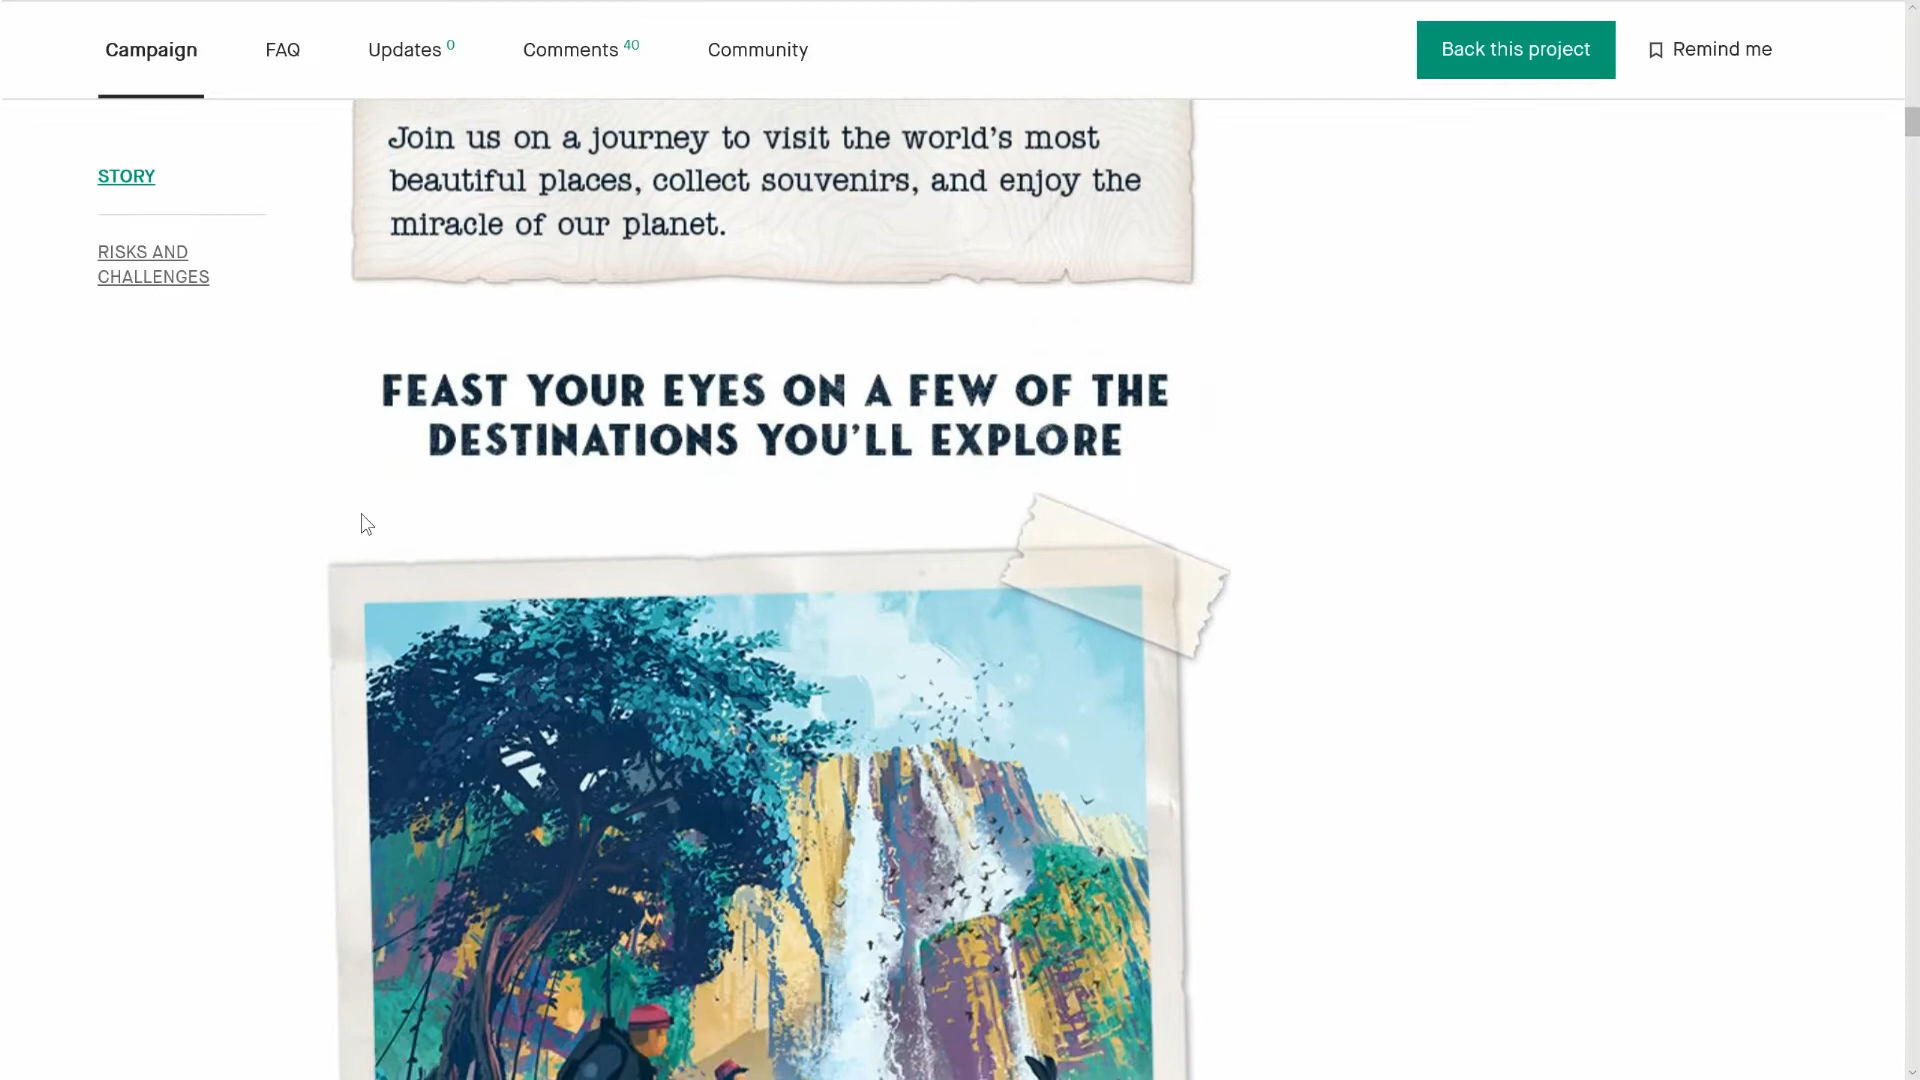 Campaign FAQ Updates 0 Comments 40 Community Back this project Remind me
STORY
RISKS AND
CHALLENGES
Join us on a journey to visit the world's most
beautiful places, collect souvenirs, and enjoy the
miracle of our planet.
FEAST YOUR EYES ON A FEW OF THE
DESTINATIONS YOU'LL EXPLORE